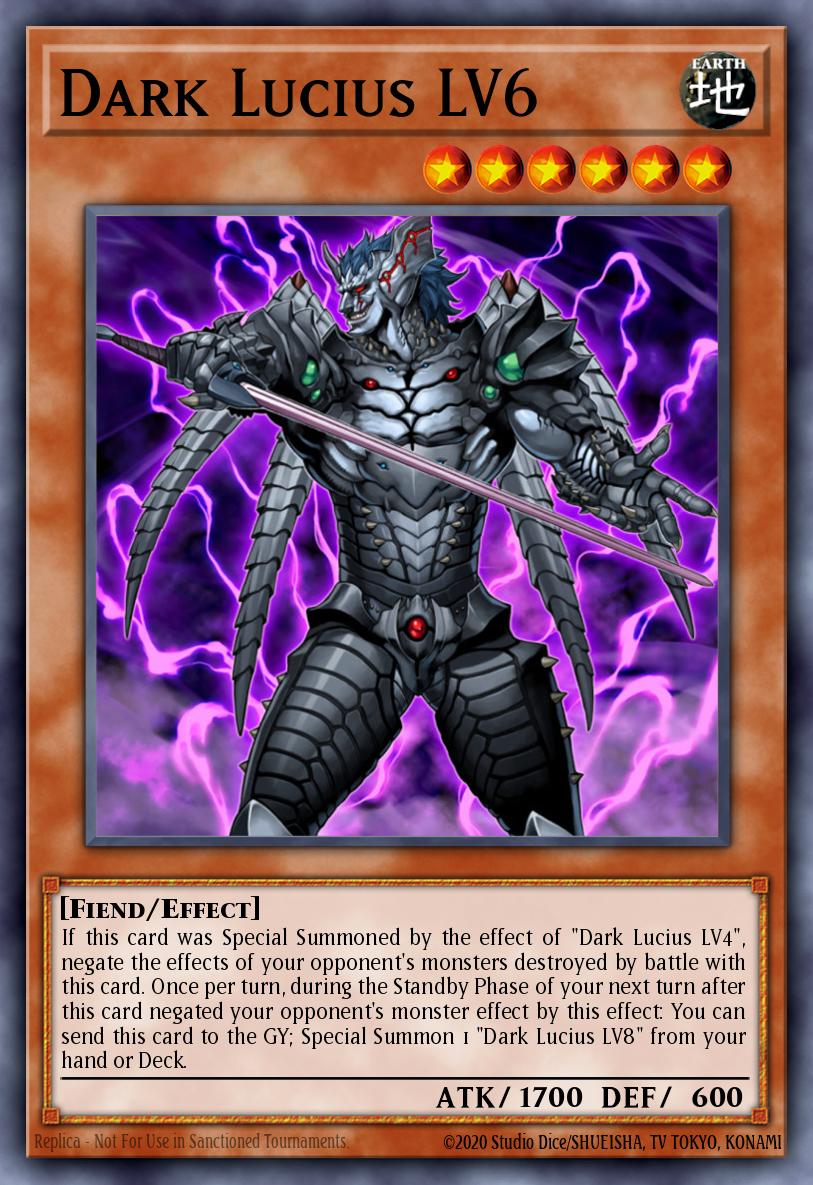 Dark Lucius LV6
EARTH
地
[Fiend/Effect]
If this card was Special Summoned by the effect of "Dark Lucius LV4",
negate the effects of your opponent's monsters destroyed by battle with
this card. Once per turn, during the Standby Phase of your next turn after
this card negated your opponent's monster effect by this effect: You can
send this card to the GY; Special Summon 1 "Dark Lucius LV8" from your
hand or Deck.
ATK/ 1700 DEF/ 600
Replica - Not For Use in Sanctioned Tournaments.
©2020 Studio Dice/SHUEISHA, TV TOKYO, KONAMI